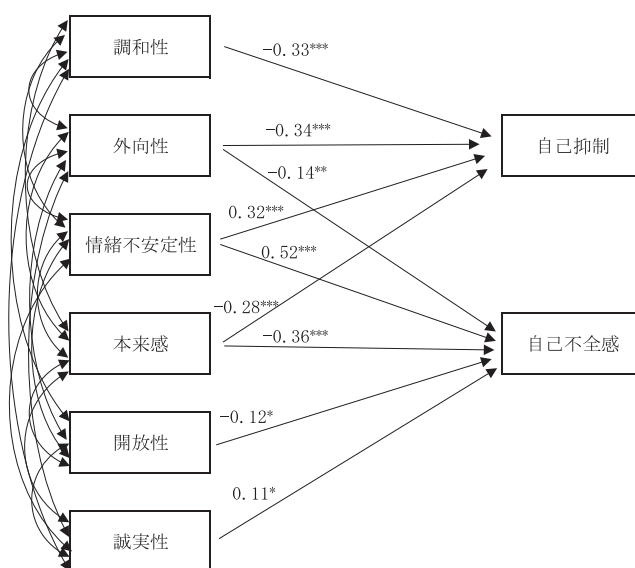 調和性
-0.33***
外向性
-0.34***
自己抑制
-0.14**
0.32***
情緒不安定性
0.52***
-0.28***
本来感
-0.36***
自己不全感
-0.12*
開放性
0.11*
誠実性